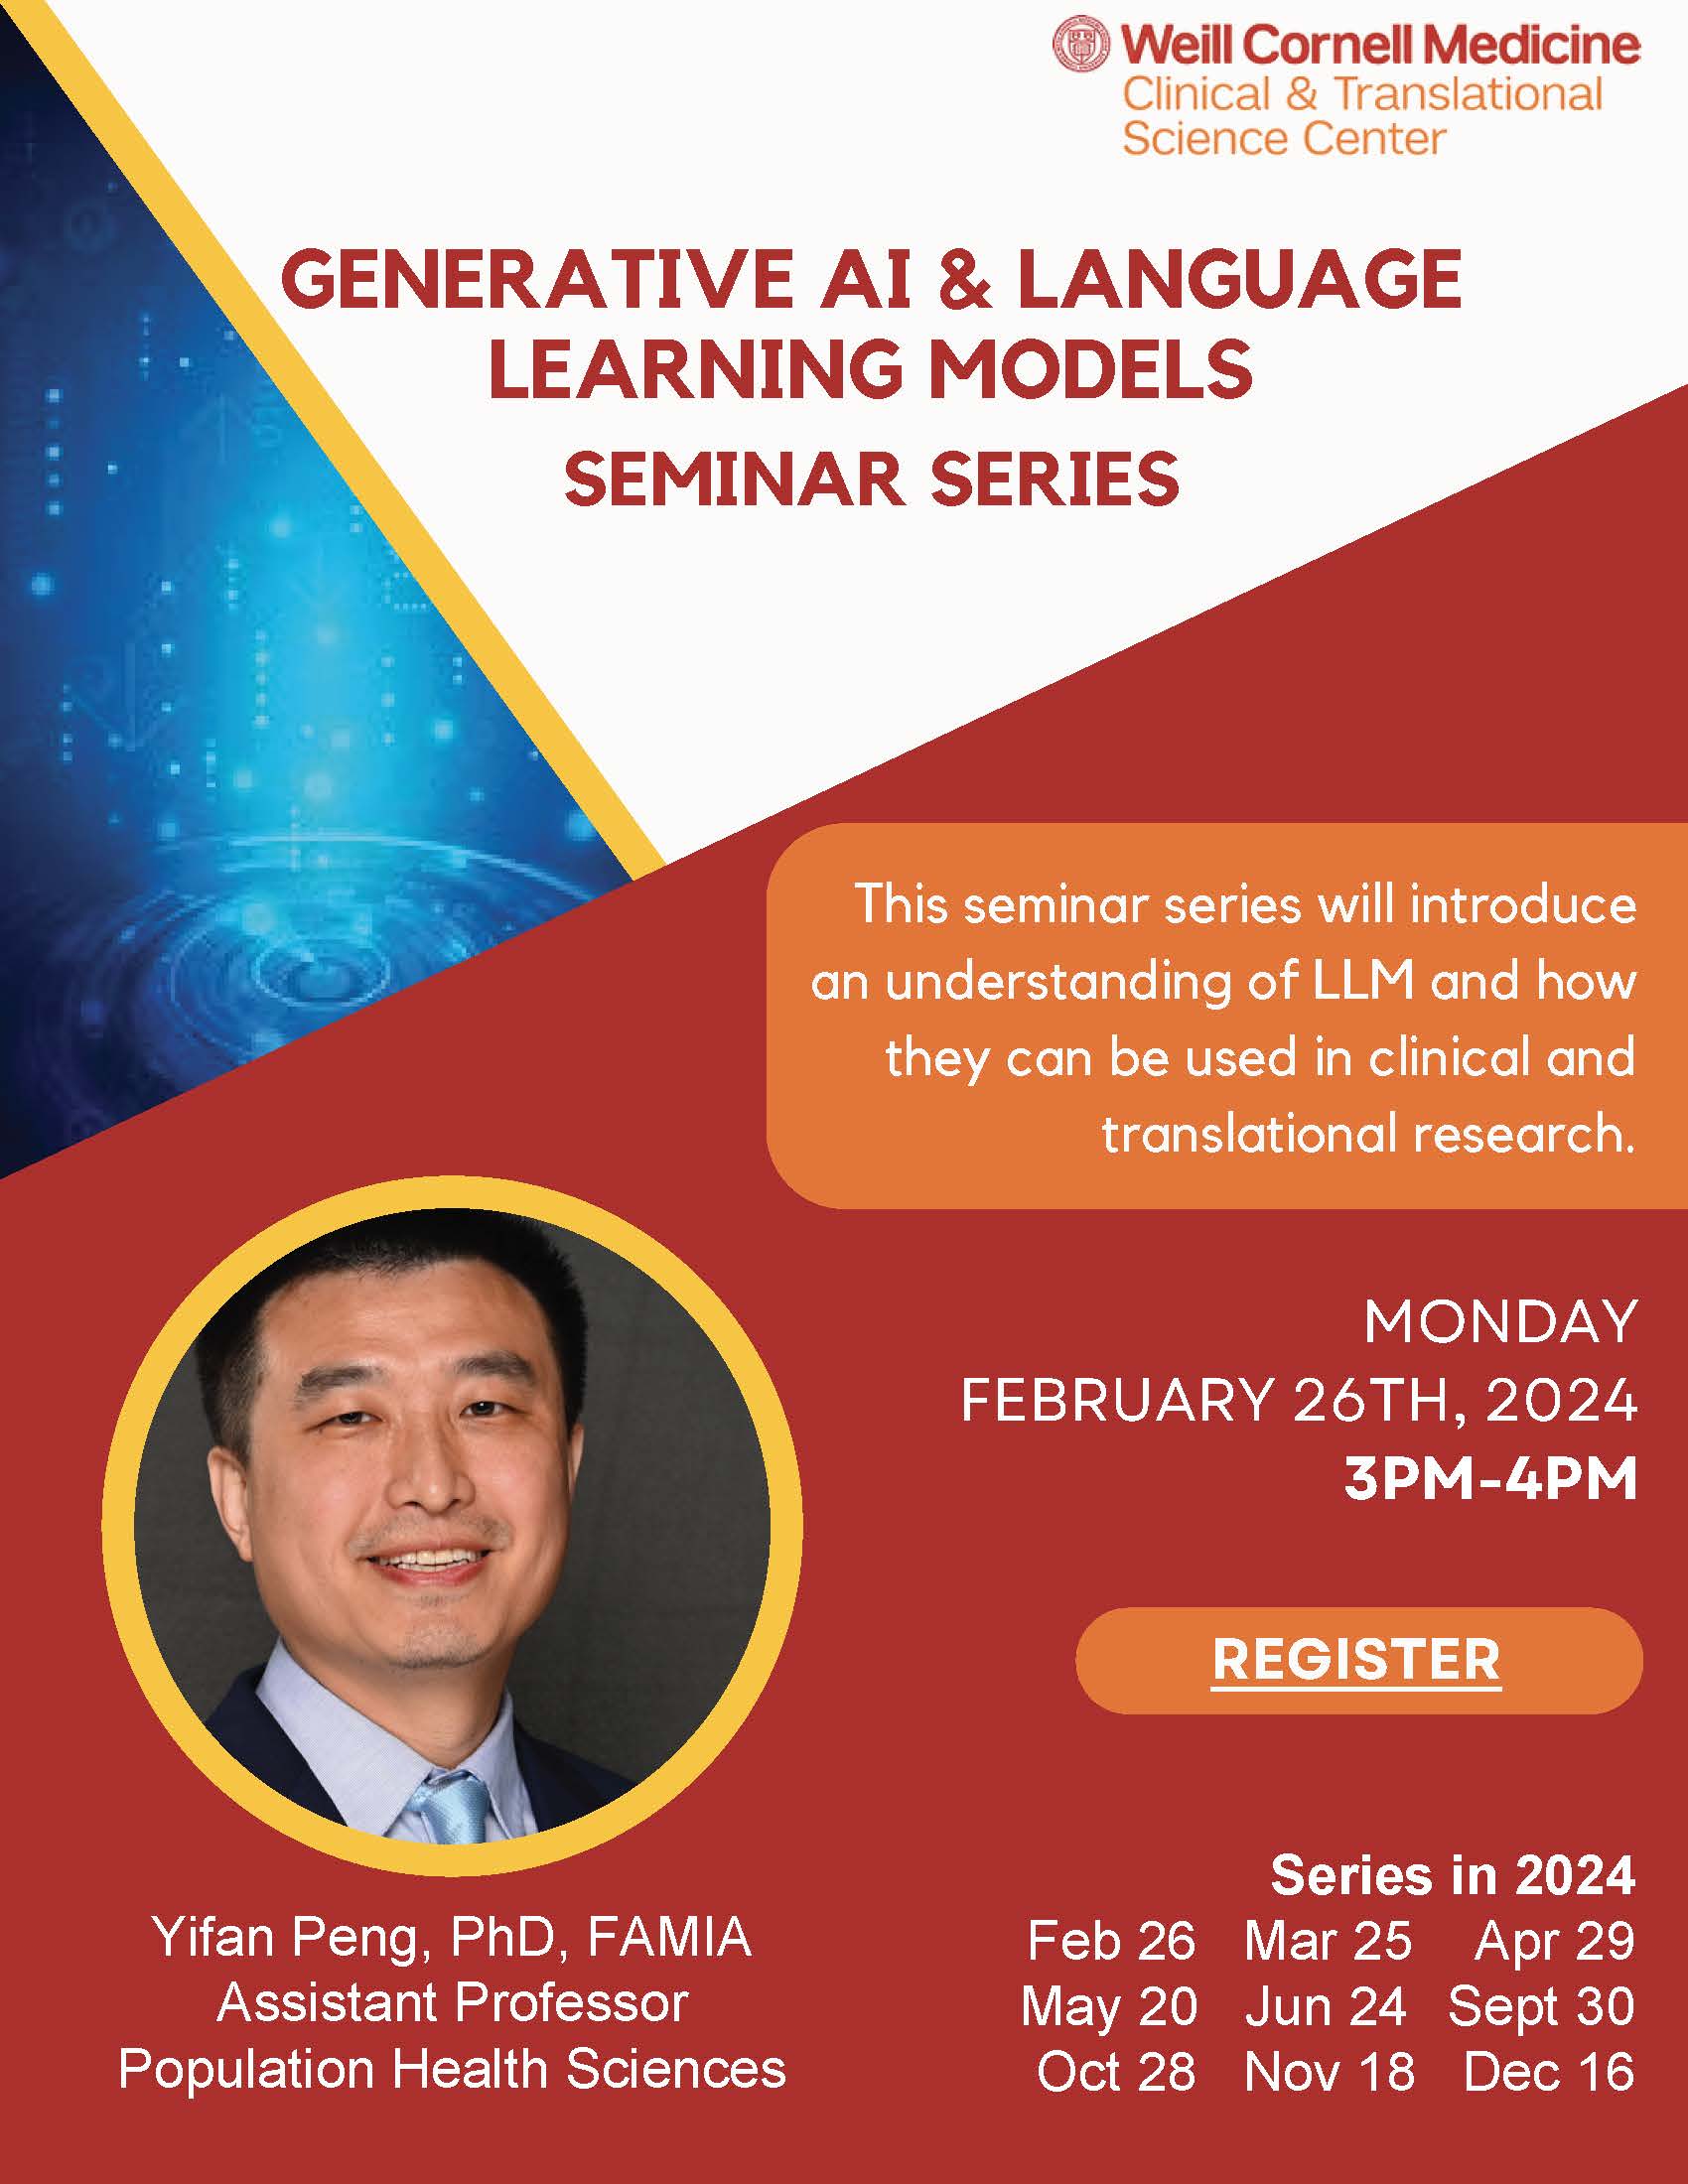 Weill Cornell Medicine
Clinical & Translational
Science Center
GENERATIVE AI & LANGUAGE
LEARNING MODELS
SEMINAR SERIES
This seminar series will introduce
an understanding of LLM and how
they can be used in clinical and
translational research.
MONDAY
FEBRUARY 26TH, 2024
3PM-4PM
REGISTER
Yifan Peng, PhD, FAMIA
Assistant Professor
Population Health Sciences
Series in 2024
Feb 26 Mar 25 Apr 29
May 20 Jun 24 Sept 30
Oct 28 Nov 18 Dec 16